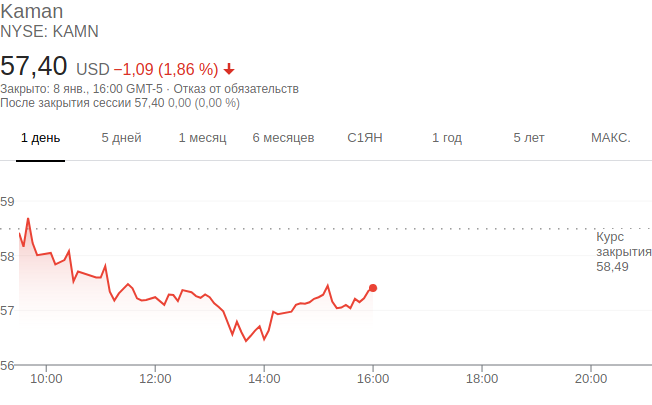 Kaman
NYSE: KAMN
57,40 USD −1,09 (1,86 %)
Закрыто: 8 янв., 16:00 GMT-5 · Отказ от обязательств
После закрытия сессии 57,40 0,00 (0,00 %)
1 день 5 дней 1 месяц 6 месяцев С1ЯН 1 год 5 лет МАКС.
59
Курс
закрытия
58,49
58
57
56
10:00 12:00 14:00 16:00 18:00 20:00